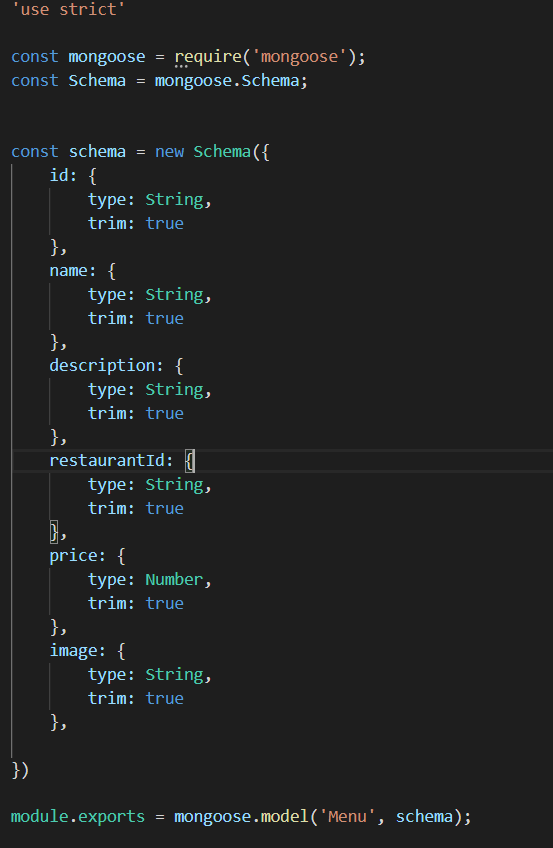 'use strict'
const mongoose = require('mongoose');
const Schema = mongoose.Schema;
const schema = new Schema({
    id: {
        type: String,
        trim: true
    },
    name: {
        type: String,
        trim: true
    },
    description: {
        type: String,
        trim: true
    },
    restaurantId: {
        type: String,
        trim: true
    },
    price: {
        type: Number,
        trim: true
    },
    image: {
        type: String,
        trim: true
    },
})
module.exports = mongoose.model('Menu', schema);